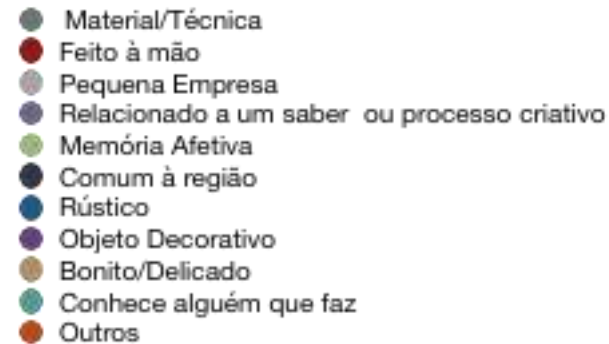 Material/Técnica
Feito à mão
Pequena Empresa
Relacionado a um saber ou processo criativo
Memória Afetiva
Comum à região
Rústico
Objeto Decorativo
Bonito/Delicado
Conhece alguém que faz
Outros